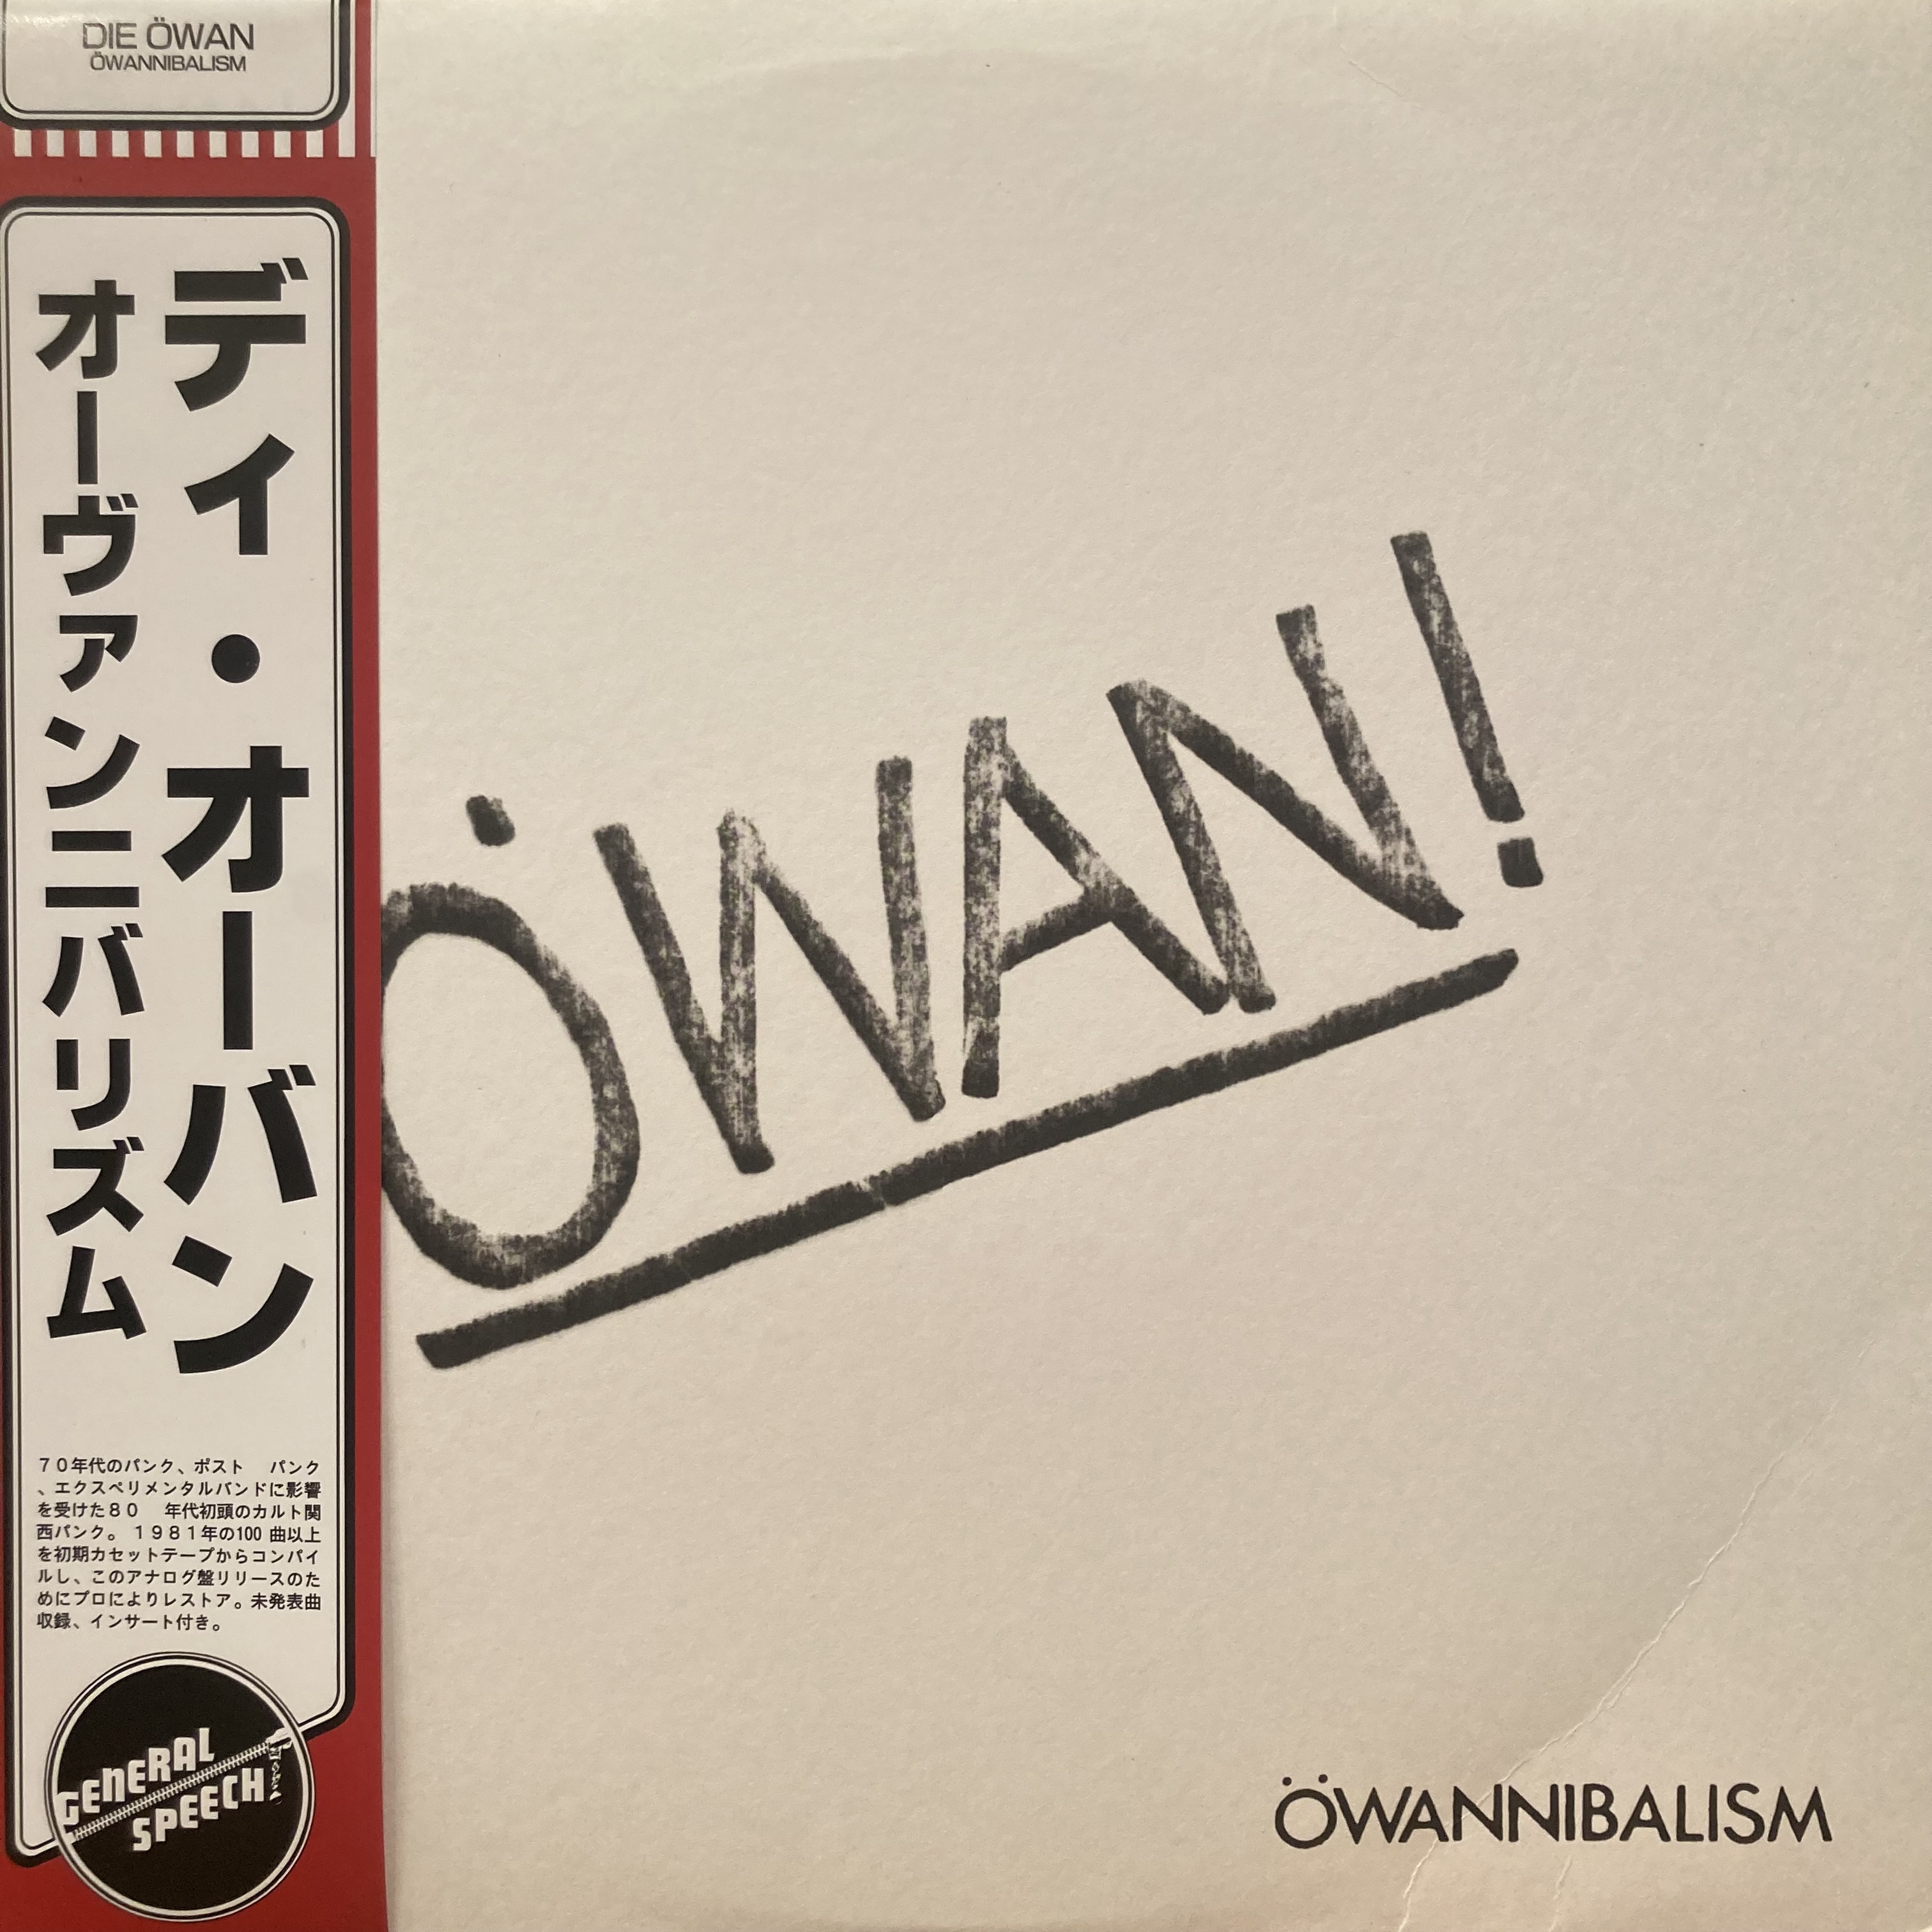 DIE ÖWAN
ÖWANNIBALISM
ディ・オーバン
オーヴァンニバリズム
70年代のパンク、ポスト パンク
、エクスペリメンタルバンドに影響
を受けた80 年代初頭のカルト関
西パンク。1981年の100 曲以上
を初期カセットテープからコンパイ
ルし、このアナログ盤リリースのた
めにプロによりレストア。未発表曲
収録、インサート付き。
GENERAL
SPEECH
ÖWAN!
ÖWANNIBALISM